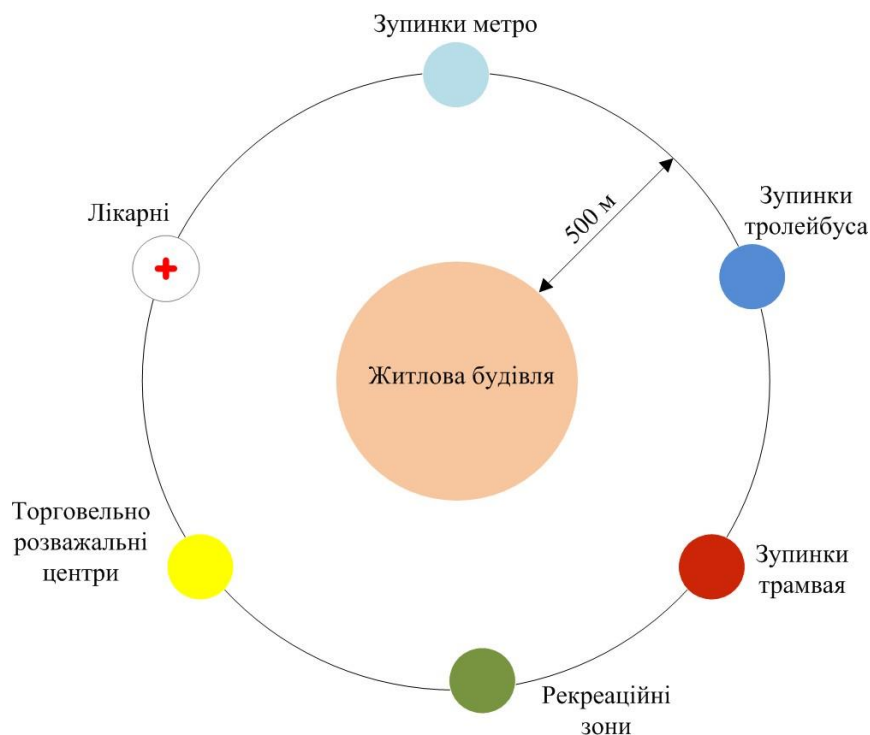 Зупинки метро
Лікарні
500 м
Зупинки
тролейбуса
Житлова будівля
Торговельно
розважальні
центри
Зупинки
трамвая
Рекреаційні
зони